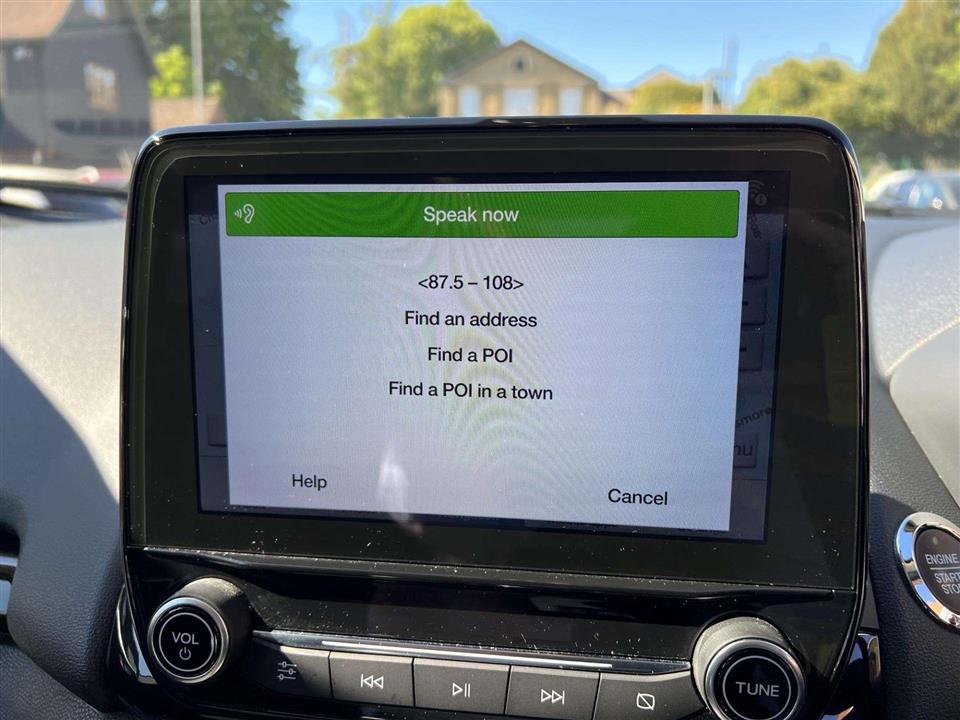 Speak now
<87.5 – 108>
Find an address
Find a POI
Find a POI in a town
Help
Cancel
VOL
TUNE
ENGINE
START
STOP